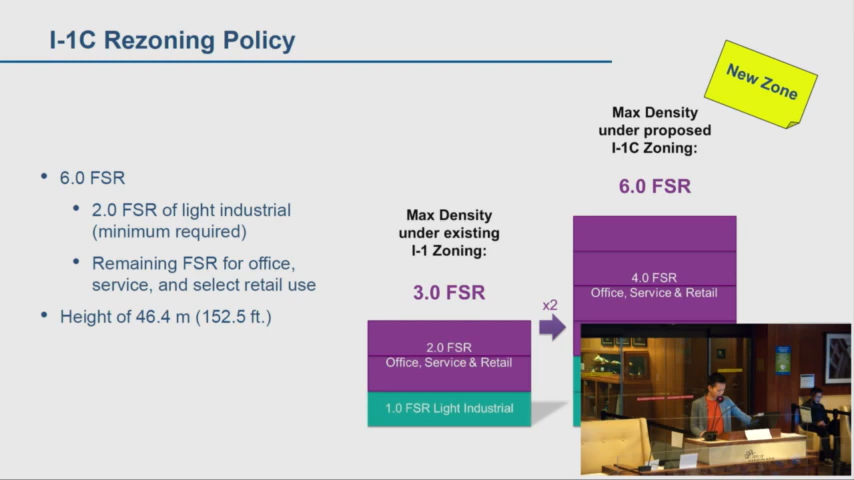 I-1C Rezoning Policy
New Zone
• 6.0 FSR
• 2.0 FSR of light industrial
(minimum required)
• Remaining FSR for office,
service, and select retail use
• Height of 46.4 m (152.5 ft.)
Max Density
under existing
I-1 Zoning:
3.0 FSR
2.0 FSR
Office, Service & Retail
1.0 FSR Light Industrial
x2
Max Density
under proposed
I-1C Zoning:
6.0 FSR
4.0 FSR
Office, Service & Retail